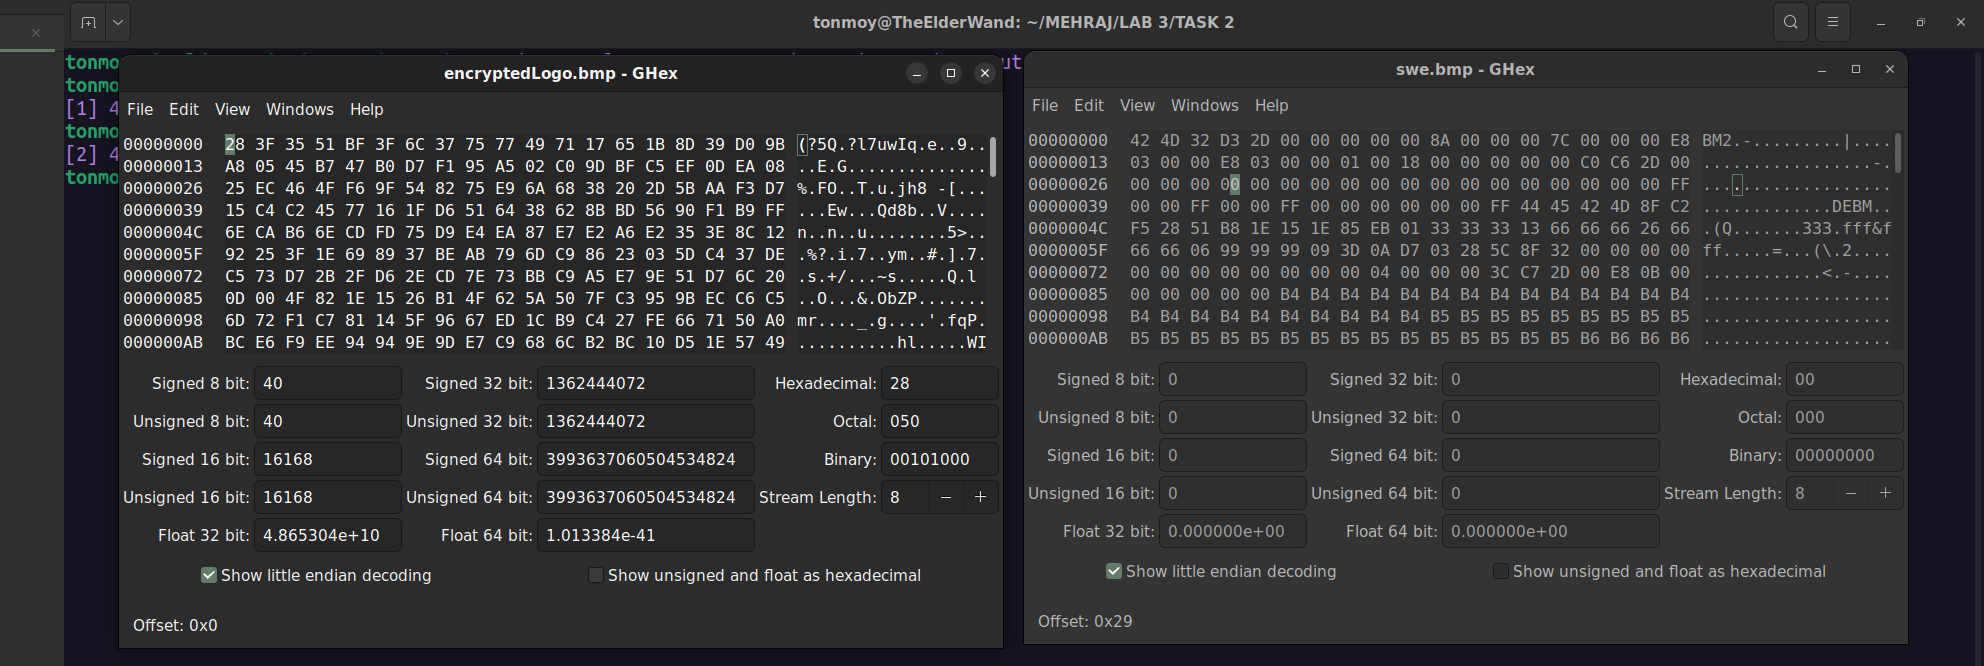 tonmoy@TheElderWand: ~/MEHRAJ/LAB 3/TASK 2
tonmo
ut
tonmo
[1] 4
tonmo
[2] 4
tonmo
encryptedLogo.bmp - GHex
File Edit View Windows Help
00000000 28 3F 35 51 BF 3F 6C 37 75 77 49 71 17 65 1B 8D 39 D0 9B (?5Q.?l7uwIq.e..9..
00000013 A8 05 45 B7 47 B0 D7 F1 95 A5 02 C0 9D BF C5 EF 0D EA 08 ..E.G..............
00000026 25 EC 46 4F F6 9F 54 82 75 E9 6A 68 38 20 2D 5B AA F3 D7 %.FO..T.u.jh8 -[...
00000039 15 C4 C2 45 77 16 1F D6 51 64 38 62 8B BD 56 90 F1 B9 FF ...Ew...Qd8b..V....
0000004C 6E CA B6 6E CD FD 75 D9 E4 EA 87 E7 E2 A6 E2 35 3E 8C 12 n..n..u........5>..
0000005F 92 25 3F 1E 69 89 37 BE AB 79 6D C9 86 23 03 5D C4 37 DE .%?.i.7..ym..#.].7.
00000072 C5 73 D7 2B 2F D6 2E CD 7E 73 BB C9 A5 E7 9E 51 D7 6C 20 .s.+/...~s.....Q.l
00000085 0D 00 4F 82 1E 15 26 B1 4F 62 5A 50 7F C3 95 9B EC C6 C5 ..O...&.ObZP.......
00000098 6D 72 F1 C7 81 14 5F 96 67 ED 1C B9 C4 27 FE 66 71 50 A0 mr...._.g....'.fqP.
000000AB BC E6 F9 EE 94 94 9E 9D E7 C9 68 6C B2 BC 10 D5 1E 57 49 ..........hl.....WI
Signed 8 bit: 40 Signed 32 bit: 1362444072 Hexadecimal: 28
Unsigned 8 bit: 40 Unsigned 32 bit: 1362444072 Octal: 050
Signed 16 bit: 16168 Signed 64 bit: 3993637060504534824 Binary: 00101000
Unsigned 16 bit: 16168 Unsigned 64 bit: 3993637060504534824 Stream Length: 8 − +
Float 32 bit: 4.865304e+10 Float 64 bit: 1.013384e-41
Show little endian decoding Show unsigned and float as hexadecimal
Offset: 0x0
swe.bmp - GHex
File Edit View Windows Help
00000000 42 4D 32 D3 2D 00 00 00 00 00 8A 00 00 00 7C 00 00 00 E8 BM2.-.........|....
00000013 03 00 00 E8 03 00 00 01 00 18 00 00 00 00 00 C0 C6 2D 00 .................-.
00000026 00 00 00 00 00 00 00 00 00 00 00 00 00 00 00 00 00 00 FF ...................
00000039 00 00 FF 00 00 FF 00 00 00 00 00 00 FF 44 45 42 4D 8F C2 .............DEBM..
0000004C F5 28 51 B8 1E 15 1E 85 EB 01 33 33 33 13 66 66 66 26 66 .(Q.......333.fff&f
0000005F 66 66 06 99 99 99 09 3D 0A D7 03 28 5C 8F 32 00 00 00 00 ff.....=...(\.2....
00000072 00 00 00 00 00 00 00 00 04 00 00 00 3C C7 2D 00 E8 0B 00 ............<.-....
00000085 00 00 00 00 00 B4 B4 B4 B4 B4 B4 B4 B4 B4 B4 B4 B4 B4 B4 ...................
00000098 B4 B4 B4 B4 B4 B4 B4 B4 B4 B4 B5 B5 B5 B5 B5 B5 B5 B5 B5 ...................
000000AB B5 B5 B5 B5 B5 B5 B5 B5 B5 B5 B5 B5 B5 B5 B5 B6 B6 B6 B6 ...................
Signed 8 bit: 0 Signed 32 bit: 0 Hexadecimal: 00
Unsigned 8 bit: 0 Unsigned 32 bit: 0 Octal: 000
Signed 16 bit: 0 Signed 64 bit: 0 Binary: 00000000
Unsigned 16 bit: 0 Unsigned 64 bit: 0 Stream Length: 8 − +
Float 32 bit: 0.000000e+00 Float 64 bit: 0.000000e+00
Show little endian decoding Show unsigned and float as hexadecimal
Offset: 0x29